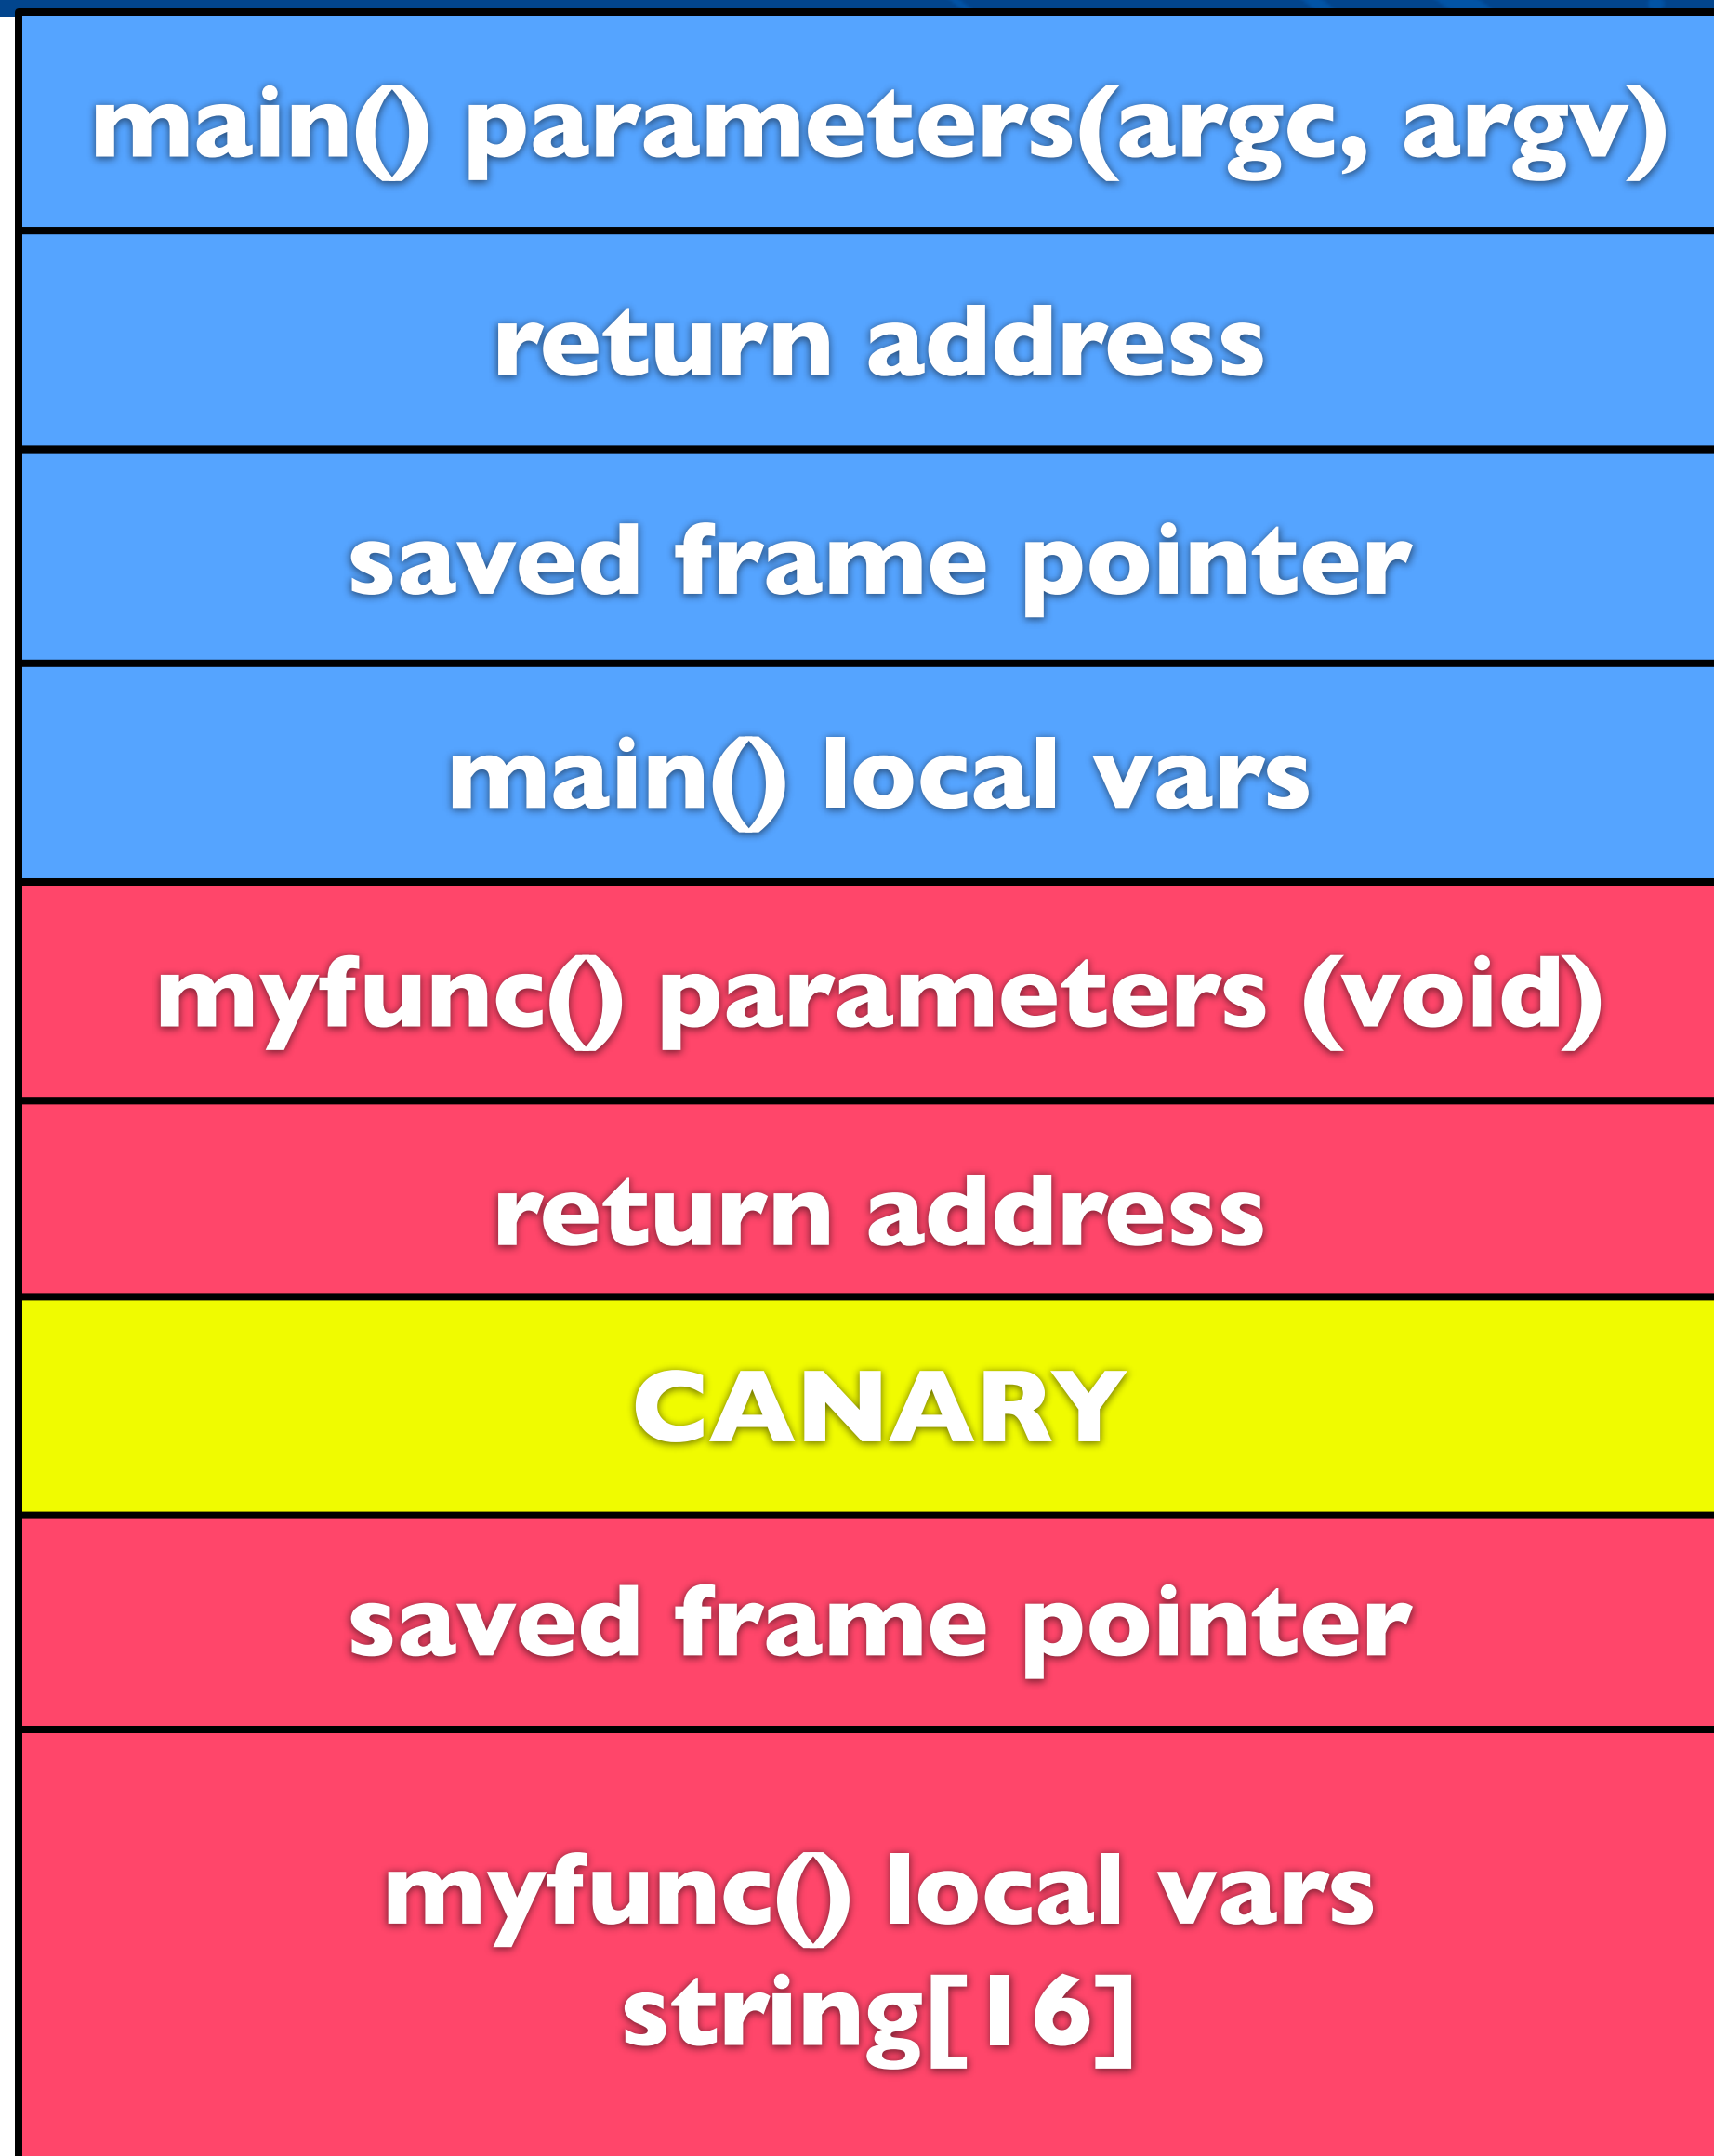 main() parameters(argc, argv)
return address
saved frame pointer
main() local vars
myfunc() parameters (void)
return address
CANARY
saved frame pointer
myfunc() local vars
string[16]